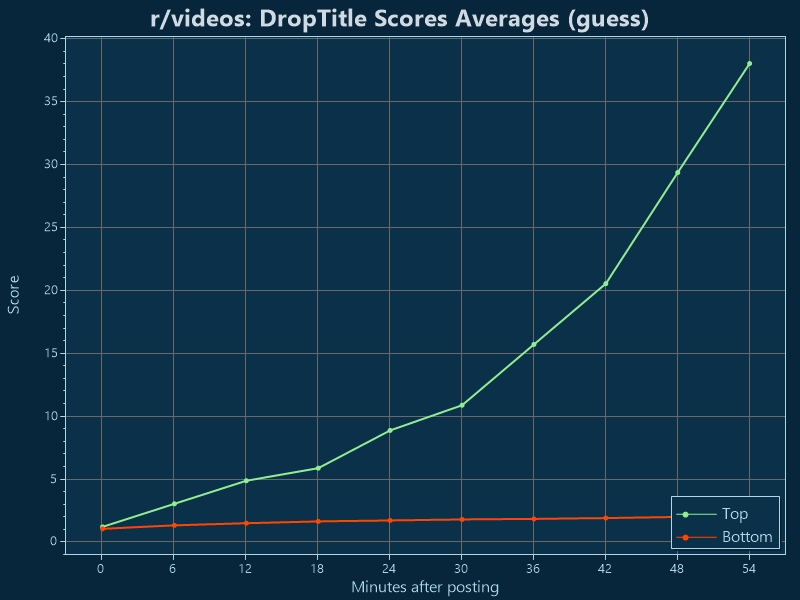 r/videos: DropTitle Scores Averages (guess)
40
35
30
25
20
15
10
5
0
Score
0 6 12 18 24 30 36 42 48 54
Minutes after posting
Top
Bottom